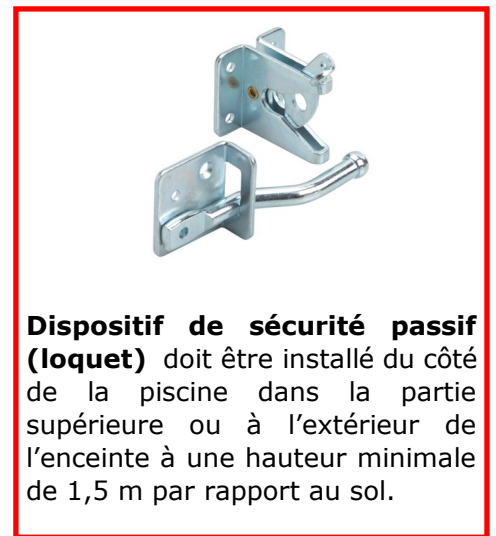 Dispositif de sécurité passif
(loquet) doit être installé du côté
de la piscine dans la partie
supérieure ou à l’extérieur de
l’enceinte à une hauteur minimale
de 1,5 m par rapport au sol.